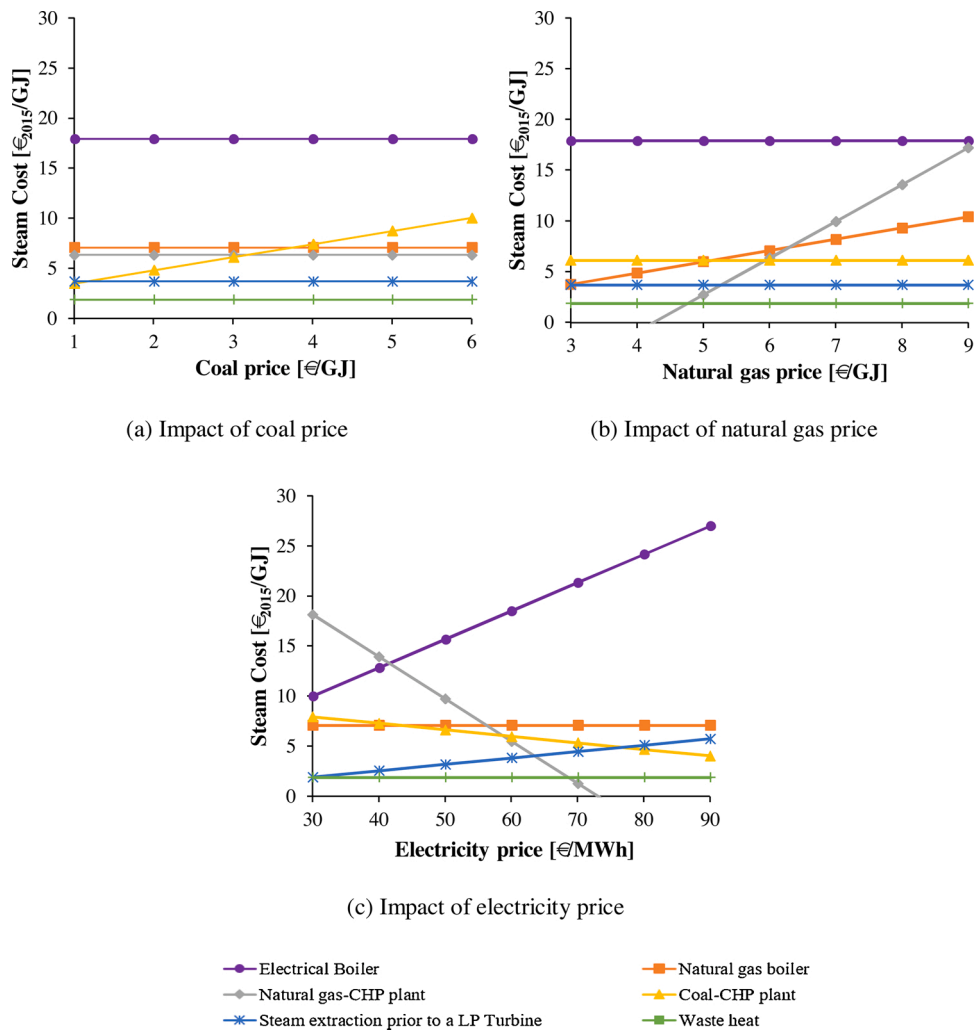 30
25
20
15
10
5
0
Steam Cost [€2015/GJ]
1 2 3 4 5 6
Coal price [€/GJ]
(a) Impact of coal price
30
25
20
15
10
5
0
Steam Cost [€2015/GJ]
3 4 5 6 7 8 9
Natural gas price [€/GJ]
(b) Impact of natural gas price
30
25
20
15
10
5
0
Steam Cost [€2015/GJ]
30 40 50 60 70 80 90
Electricity price [€/MWh]
(c) Impact of electricity price
Electrical Boiler
Natural gas boiler
Natural gas-CHP plant
Coal-CHP plant
Steam extraction prior to a LP Turbine
Waste heat